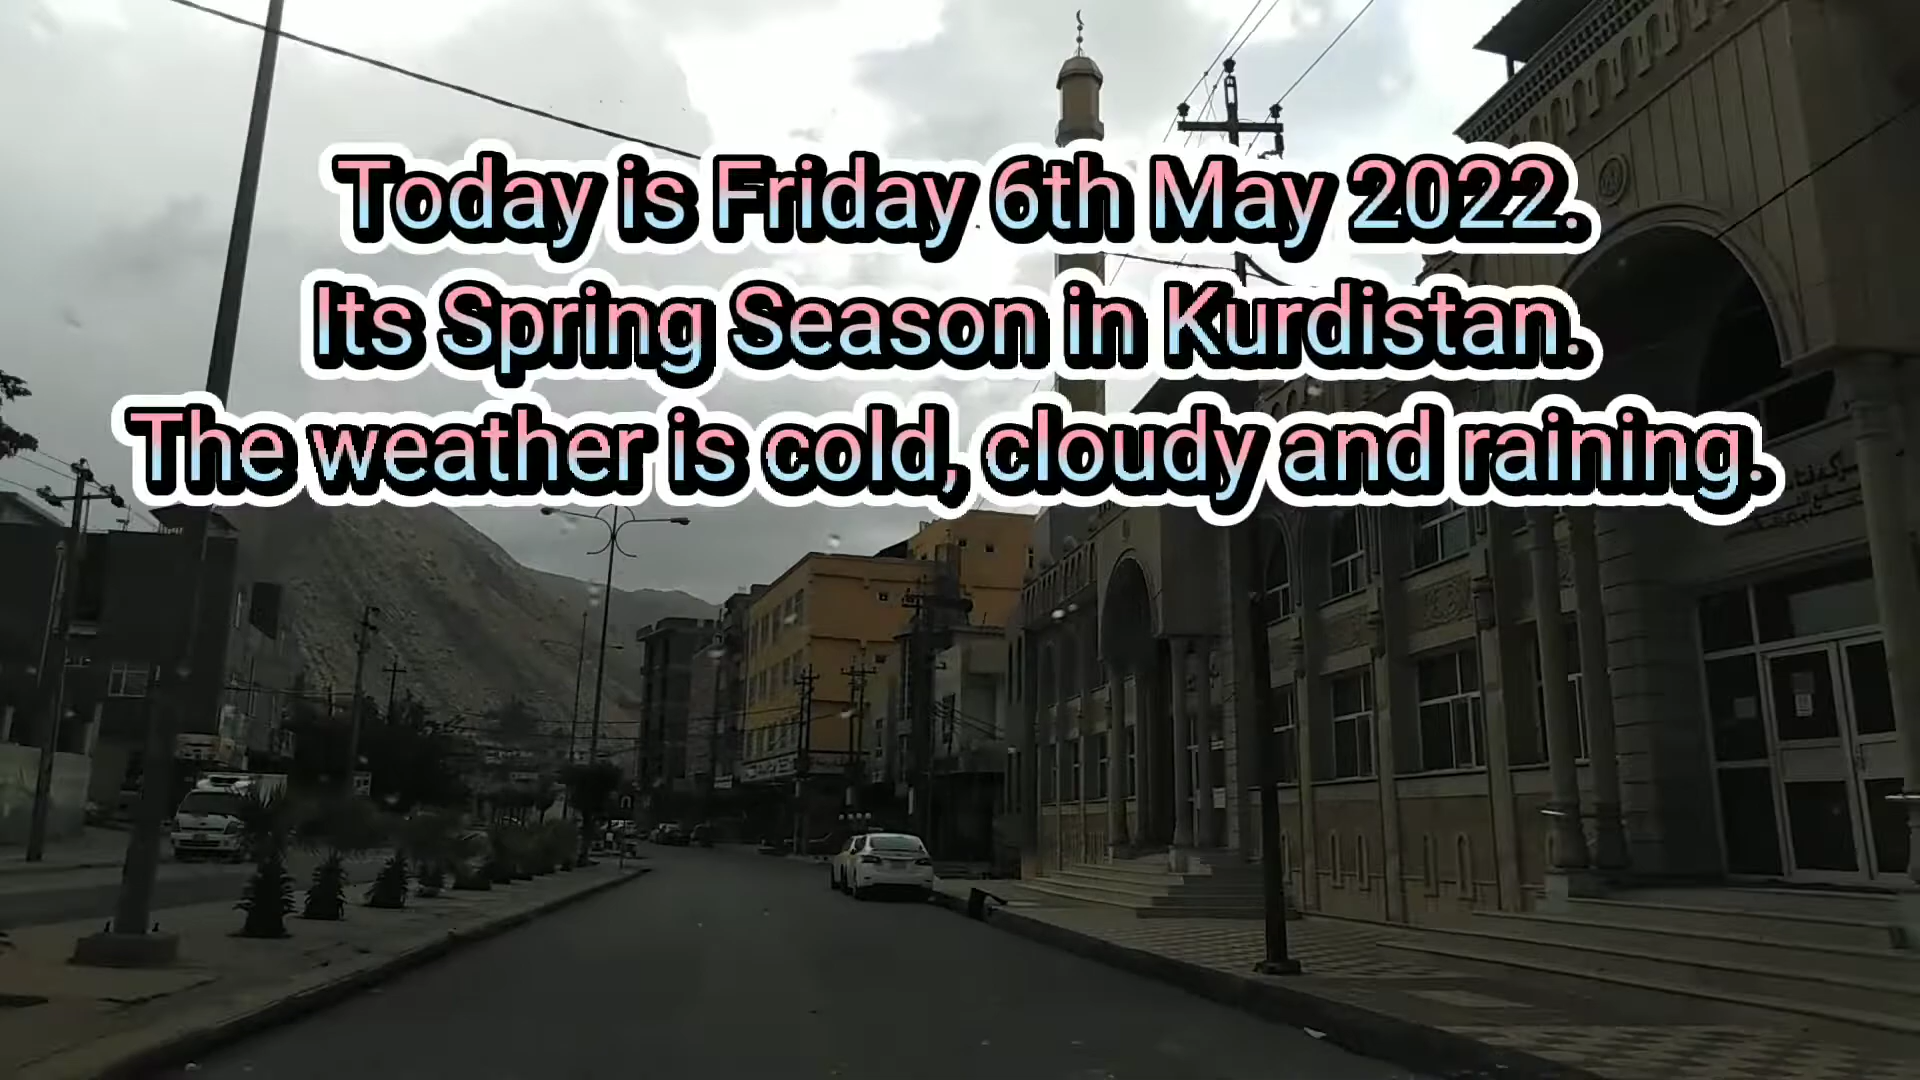 Today is Friday 6th May 2022.
Its Spring Season in Kurdistan.
The weather is cold, cloudy and raining.